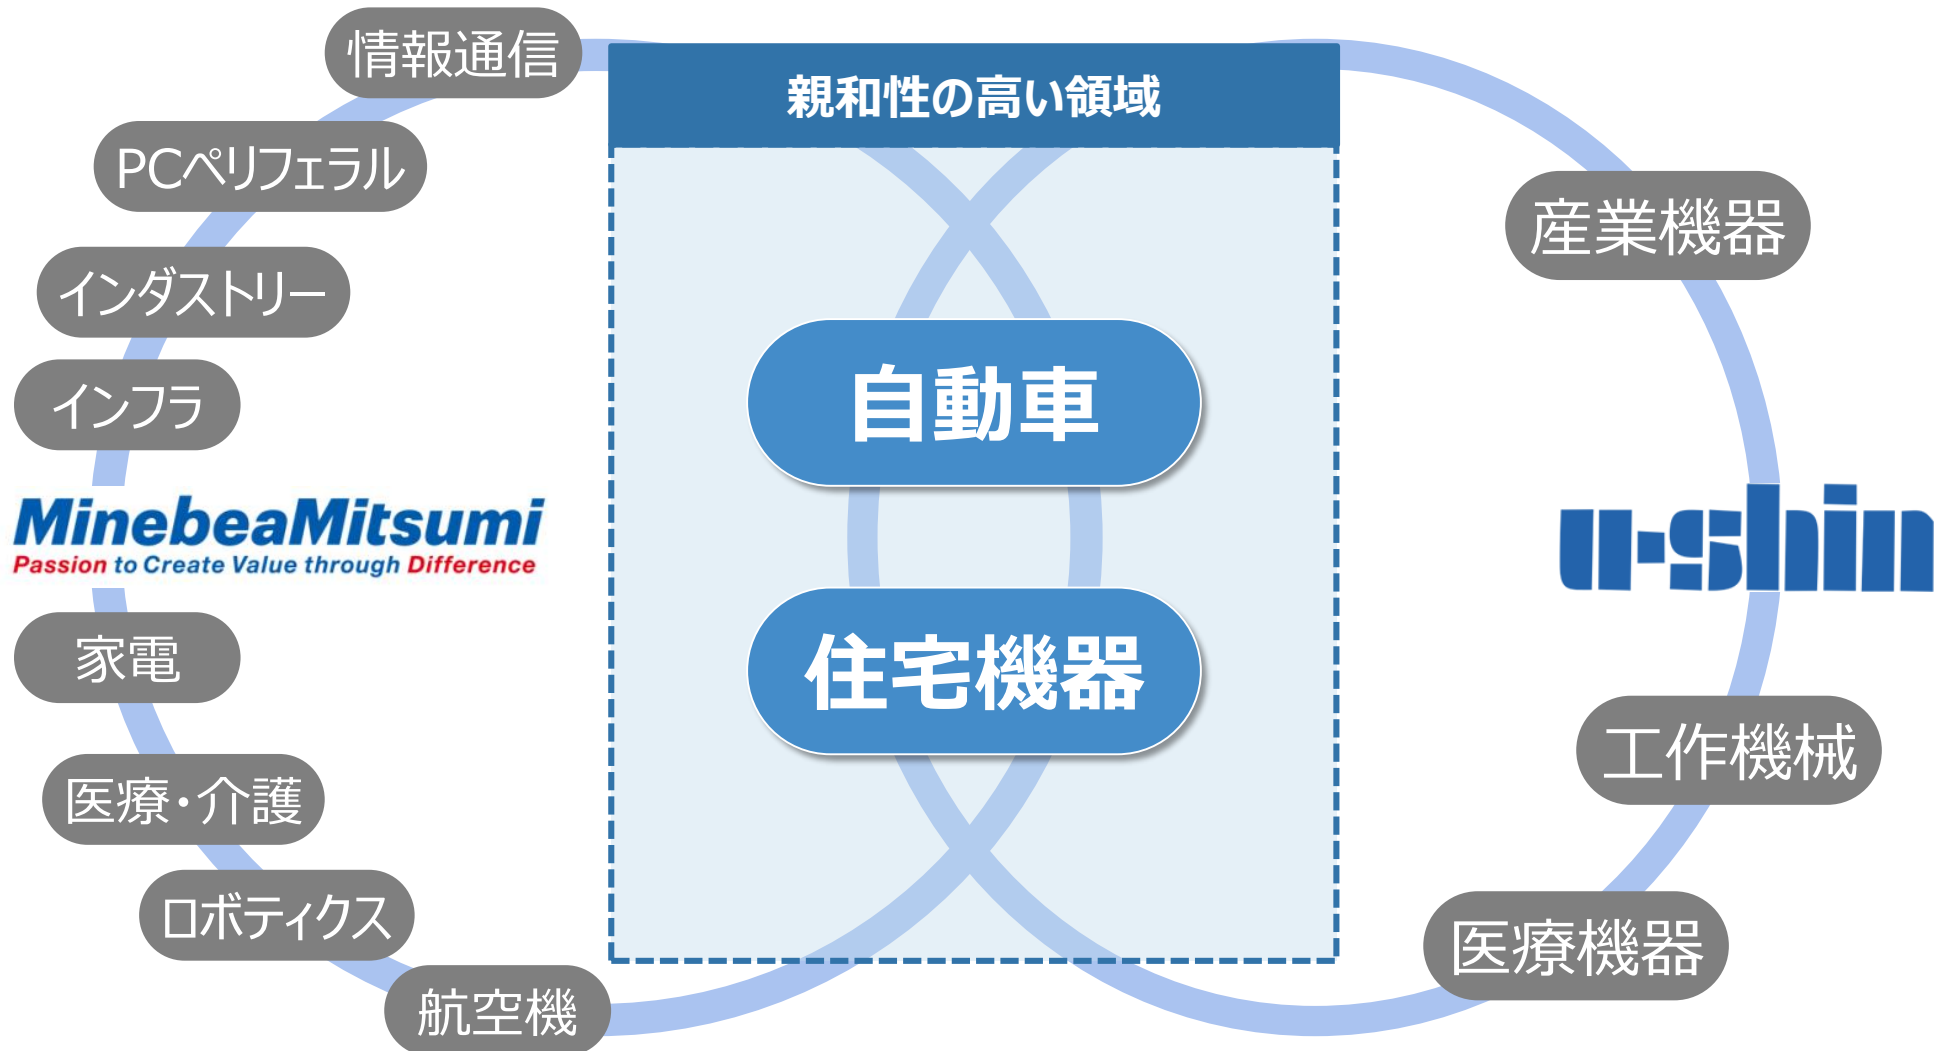 情報通信
PCペリフェラル
インダストリー
インフラ
MinebeaMitsumi
Passion to Create Value through Difference
家電
医療・介護
ロボティクス
航空機
親和性の高い領域
自動車
住宅機器
産業機器
u-shin
工作機械
医療機器